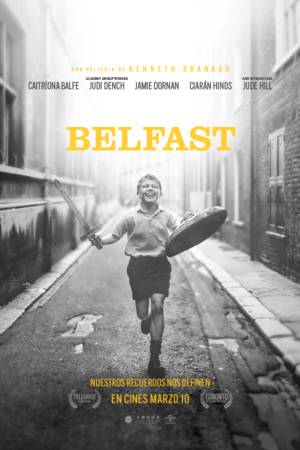 UNA PELÍCULA DE KENNETH BRANAGH
CAITRÍONA BALFE JUDI DENCH JAMIE DORNAN CIARÁN HINDS JUDE HILL
BELFAST
NUESTROS RECUERDOS NOS DEFINEN
EN CINES MARZO 10
TELLURIDE
TORONTO
FOCUS